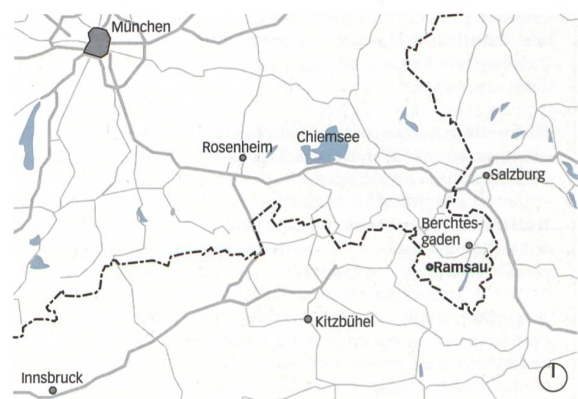 München
Rosenheim
Chiemsee
Salzburg
Berchtes-
gaden
Ramsau
Kitzbühel
Innsbruck